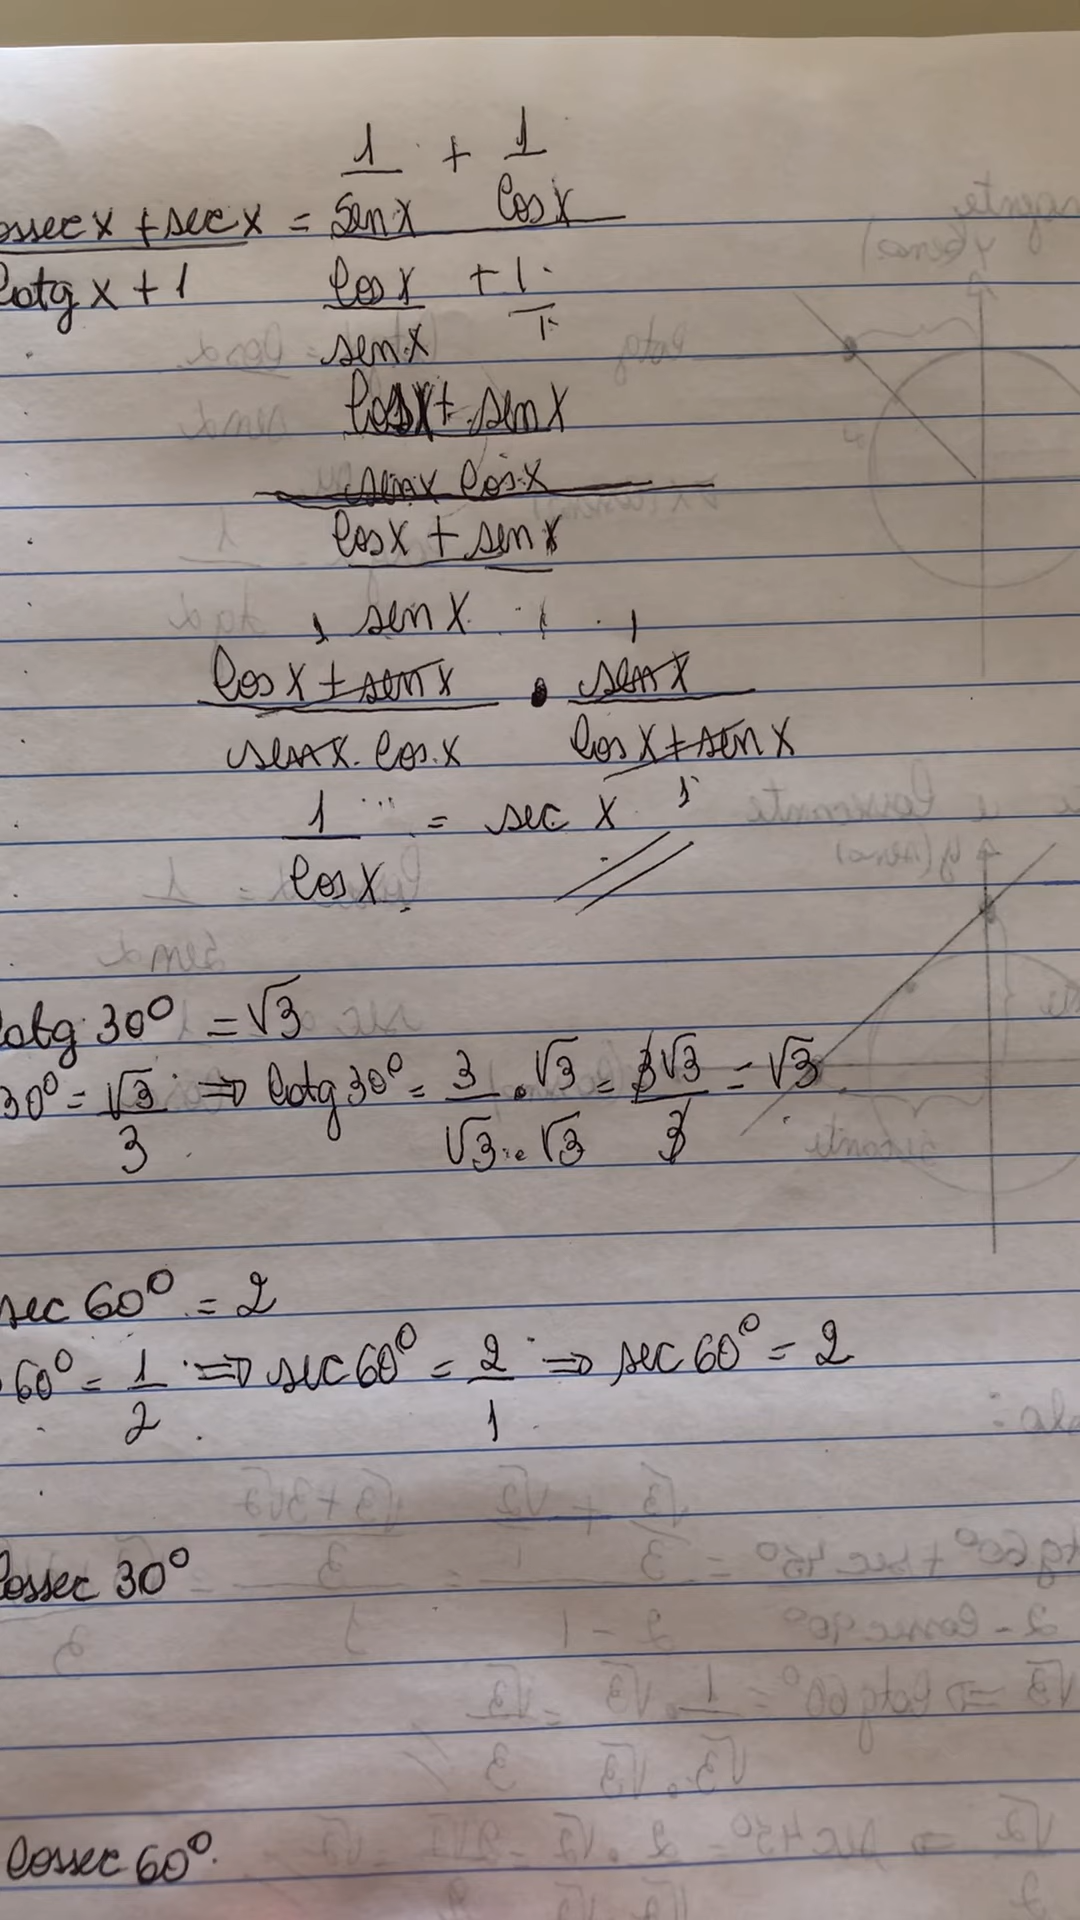 1 + 1
ossec x + sec x = sen x cos x
cotg x + 1 cos x + 1
sen x 1
cos x + sen x
sen x cos x
cos x + sen x
sen x
cos x + sen x . sen x
sen x . cos x cos x + sen x
1 = sec x 1
cos x
cotg 30° = √3
30° = √3 ⇒ cotg 30° = 3 . √3 = 3√3 = √3
3 √3 . √3 3
sec 60° = 2
60° = 1 ⇒ sec 60° = 2 ⇒ sec 60° = 2
2 1
cossec 30°
cossec 60°.